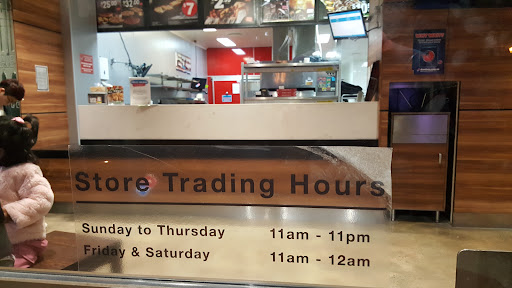 Store Trading Hours
Sunday to Thursday 11am - 11pm
Friday & Saturday 11am - 12am